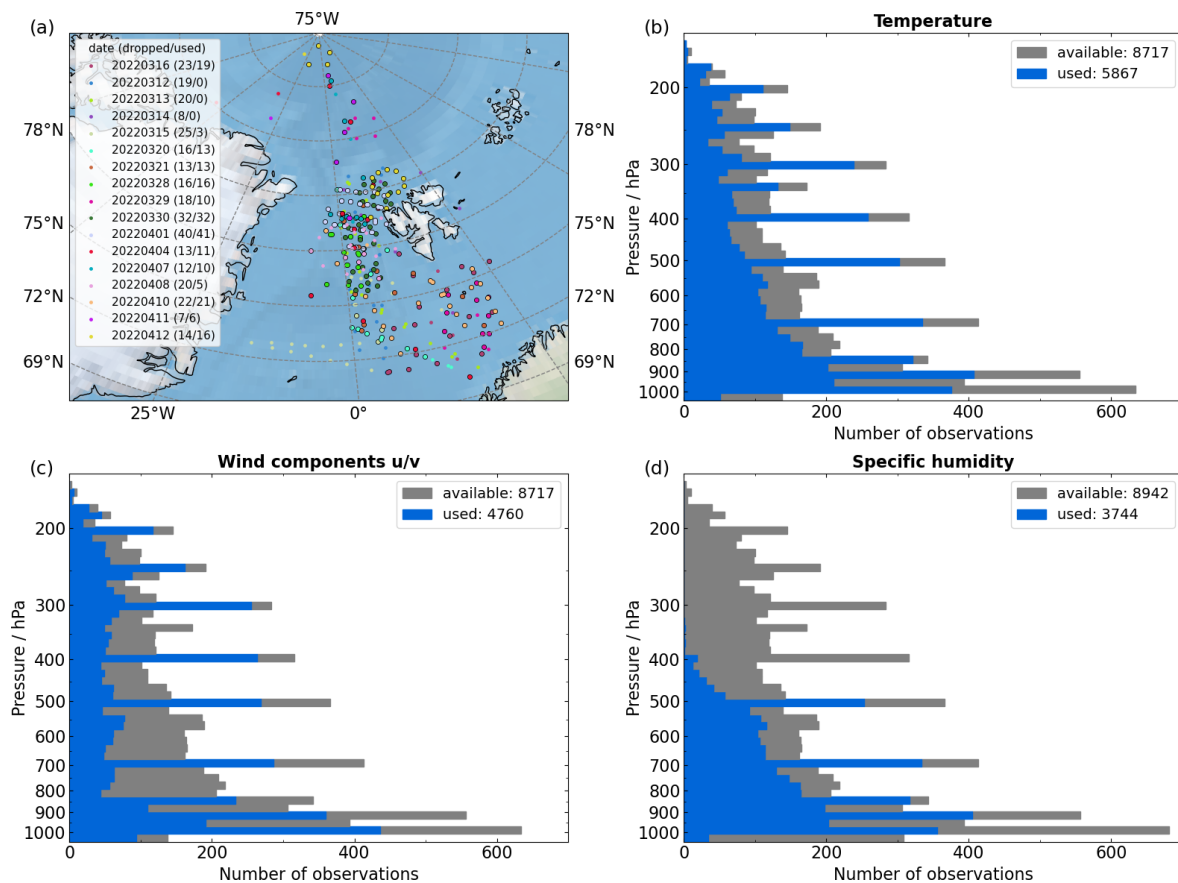 (a)
75°W
date (dropped/used)
20220316 (23/19)
20220312 (19/0)
20220313 (20/0)
20220314 (8/0)
20220315 (25/3)
20220320 (16/13)
20220321 (13/13)
20220328 (16/16)
20220329 (18/10)
20220330 (32/32)
20220401 (40/41)
20220404 (13/11)
20220407 (12/10)
20220408 (20/5)
20220410 (22/21)
20220411 (7/6)
20220412 (14/16)
78°N
75°N
72°N
69°N
78°N
75°N
72°N
69°N
25°W
0°
(b)
Temperature
available: 8717
used: 5867
Pressure / hPa
200
300
400
500
600
700
800
900
1000
0
200
400
600
Number of observations
(c)
Wind components u/v
available: 8717
used: 4760
Pressure / hPa
200
300
400
500
600
700
800
900
1000
0
200
400
600
Number of observations
(d)
Specific humidity
available: 8942
used: 3744
Pressure / hPa
200
300
400
500
600
700
800
900
1000
0
200
400
600
Number of observations